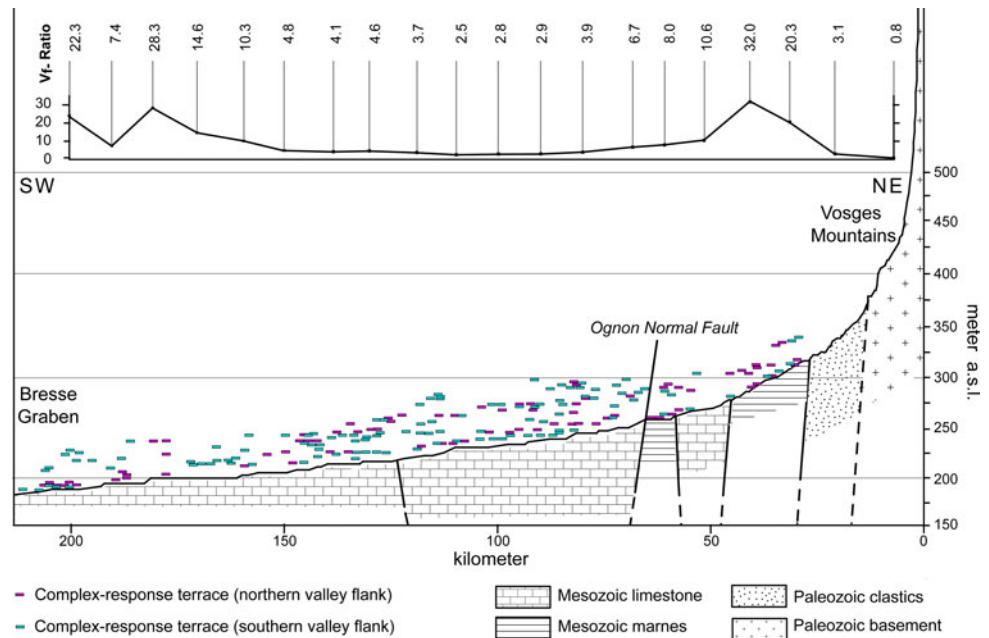 Vf- Ratio
22.3 7.4 28.3 14.6 10.3 4.8 4.1 4.6 3.7 2.5 2.8 2.9 3.9 6.7 8.0 10.6 32.0 20.3 3.1 0.8
30
20
10
0
SW
NE
500
Vosges
Mountains
450
400
Ognon Normal Fault
350
meter a.s.l.
300
Bresse
Graben
250
200
150
200 150 100 50 0
kilometer
Complex-response terrace (northern valley flank)
Mesozoic limestone
Paleozoic clastics
Complex-response terrace (southern valley flank)
Mesozoic marnes
Paleozoic basement